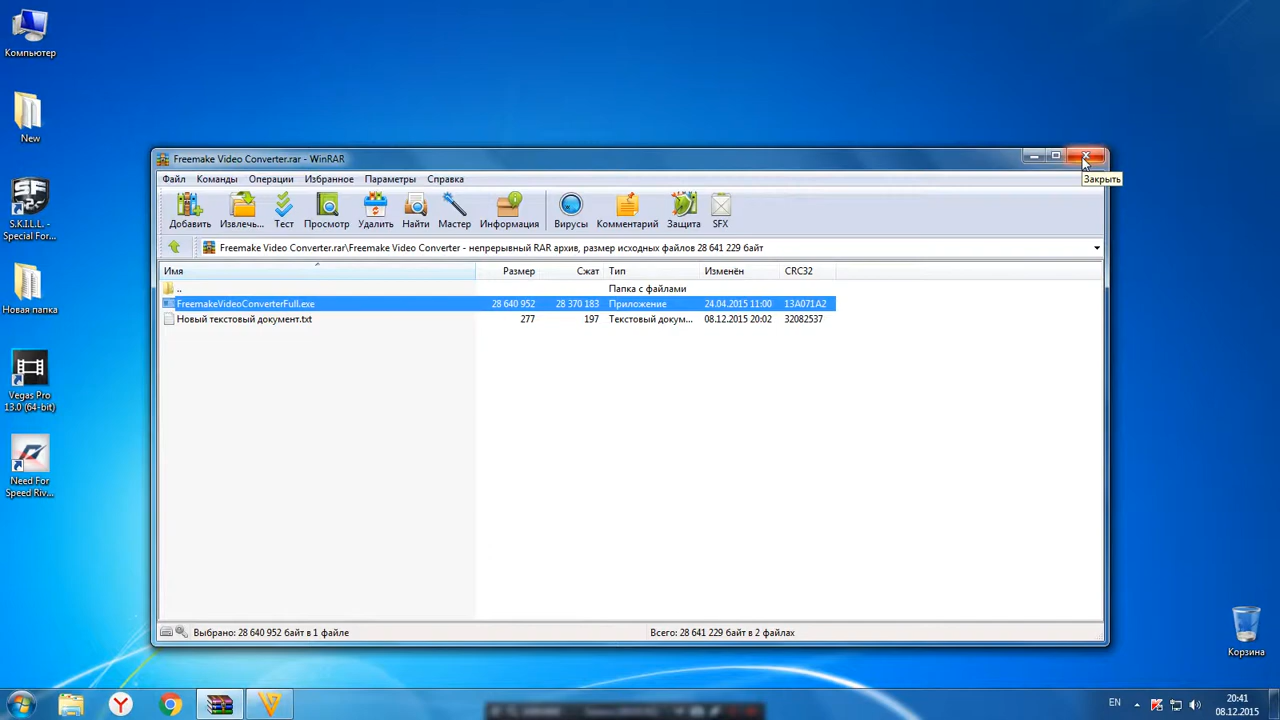 Компьютер
New
S.K.I.L.L. -
Special For...
Новая папка
Vegas Pro
13.0 (64-bit)
Need For
Speed Riv...
Freemake Video Converter.rar - WinRAR
Закрыть
Файл Команды Операции Избранное Параметры Справка
Добавить Извлечь... Тест Просмотр Удалить Найти Мастер Информация Вирусы Комментарий Защита SFX
Freemake Video Converter.rar\Freemake Video Converter - непрерывный RAR архив, размер исходных файлов 28 641 229 байт
Имя Размер Сжат Тип Изменён CRC32
.. Папка с файлами
FreemakeVideoConverterFull.exe 28 640 952 28 370 183 Приложение 24.04.2015 11:00 13A071A2
Новый текстовый документ.txt 277 197 Текстовый докум... 08.12.2015 20:02 32082537
Выбрано: 28 640 952 байт в 1 файле Всего: 28 641 229 байт в 2 файлах
Корзина
EN
20:41
08.12.2015